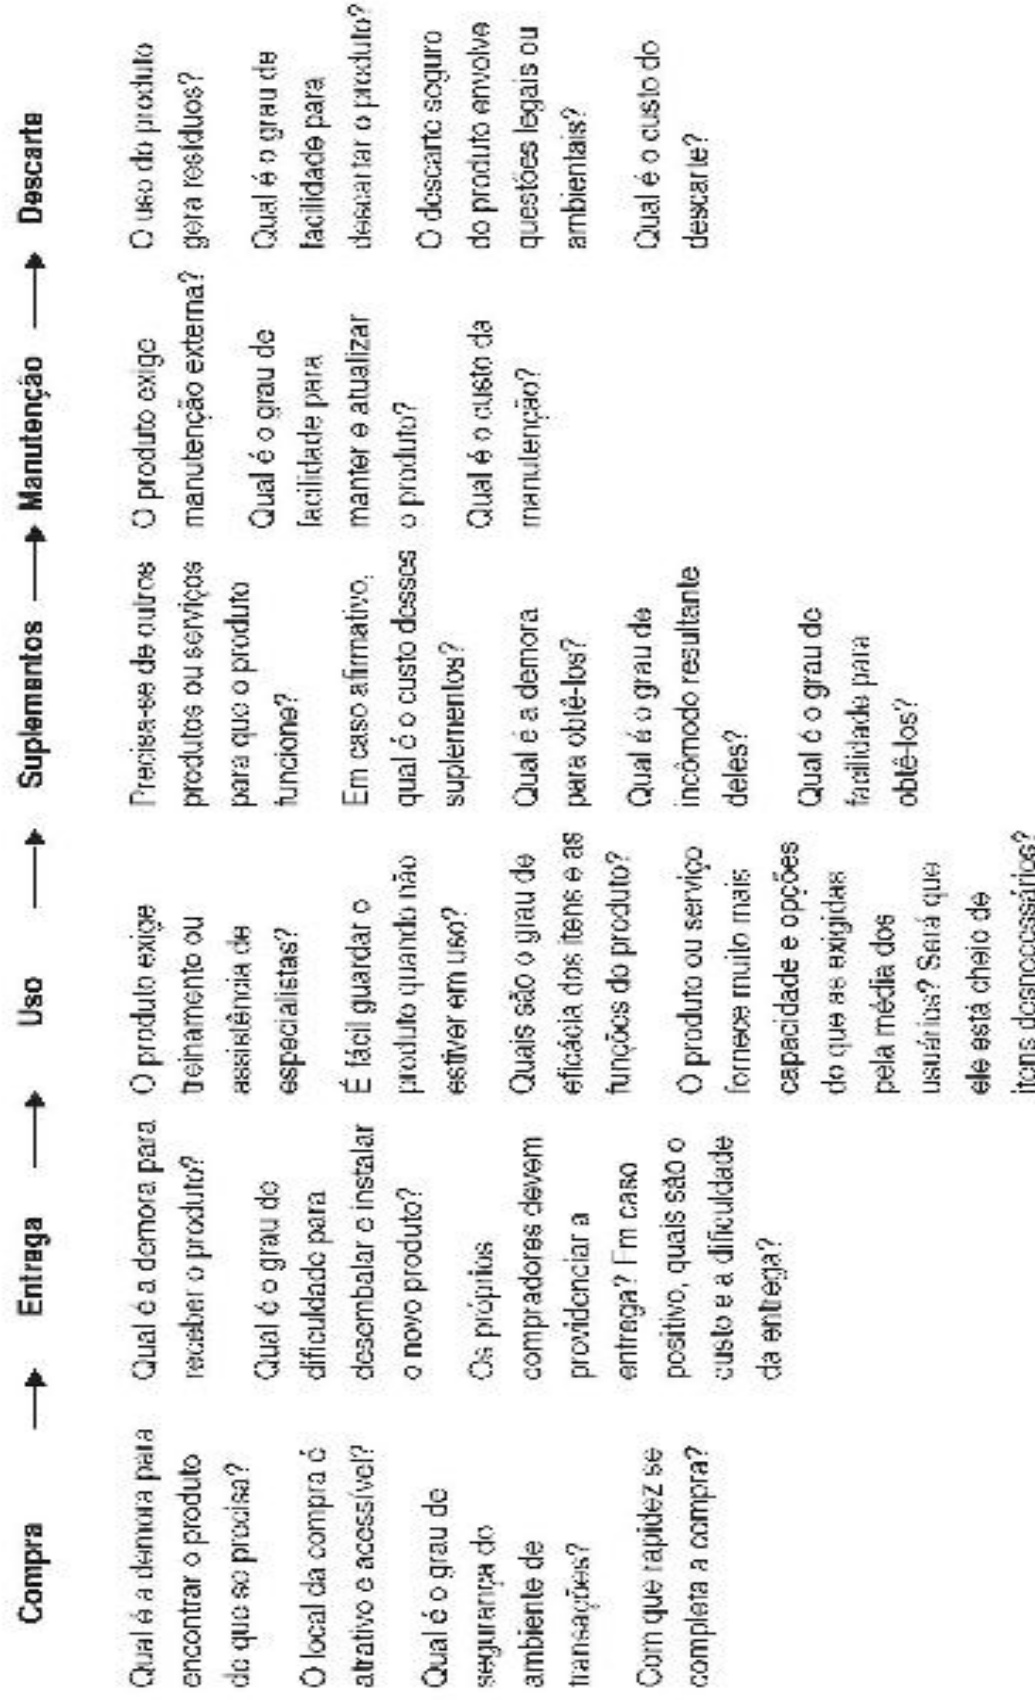 Compra → Entrega → Uso → Suplementos → Manutenção → Descarte
Qual é a demora para
encontrar o produto
de que se precisa?
O local da compra é
atrativo e acessível?
Qual é o grau de
segurança do
ambiente de
transações?
Com que rapidez se
completa a compra?
Qual é a demora para
receber o produto?
Qual é o grau de
dificuldade para
desembalar e instalar
o novo produto?
Os próprios
compradores devem
providenciar a
entrega? Em caso
positivo, quais são o
custo e a dificuldade
da entrega?
O produto exige
treinamento ou
assistência de
especialistas?
É fácil guardar o
produto quando não
estiver em uso?
Quais são o grau de
eficácia dos itens e as
funções do produto?
O produto ou serviço
fornece muito mais
capacidade e opções
do que as exigidas
pela média dos
usuários? Será que
ele está cheio de
itens desnecessários?
Precisa-se de outros
produtos ou serviços
para que o produto
funcione?
Em caso afirmativo,
qual é o custo desses
suplementos?
Qual é a demora
para obtê-los?
Qual é o grau de
incômodo resultante
deles?
Qual é o grau de
facilidade para
obtê-los?
O produto exige
manutenção externa?
Qual é o grau de
facilidade para
manter e atualizar
o produto?
Qual é o custo da
manutenção?
O uso do produto
gera resíduos?
Qual é o grau de
facilidade para
descartar o produto?
O descarte seguro
do produto envolve
questões legais ou
ambientais?
Qual é o custo do
descarte?